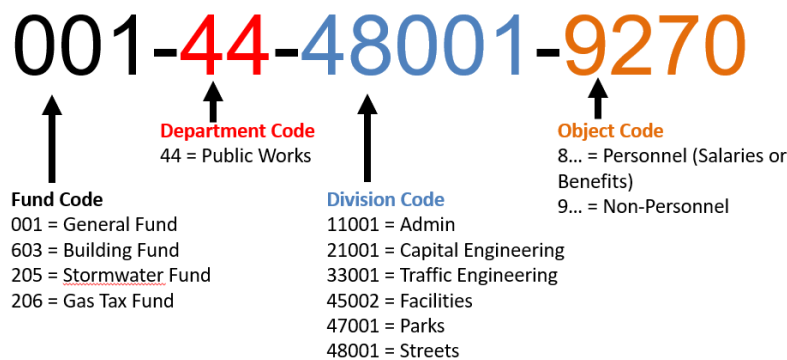 001-44-48001-9270
Department Code
44 = Public Works
Object Code
8... = Personnel (Salaries or
Benefits)
9... = Non-Personnel
Fund Code
001 = General Fund
603 = Building Fund
205 = Stormwater Fund
206 = Gas Tax Fund
Division Code
11001 = Admin
21001 = Capital Engineering
33001 = Traffic Engineering
45002 = Facilities
47001 = Parks
48001 = Streets